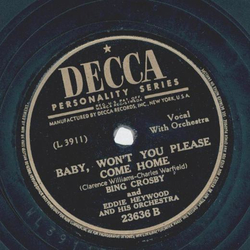 DECCA
PERSONALITY SERIES
MANUFACTURED BY DECCA RECORDS, INC., NEW YORK, U.S.A.
(L 3911)
Vocal
With Orchestra
BABY, WON'T YOU PLEASE
COME HOME
(Clarence Williams-Charles Warfield)
BING CROSBY
and
EDDIE HEYWOOD
AND HIS ORCHESTRA
23636 B